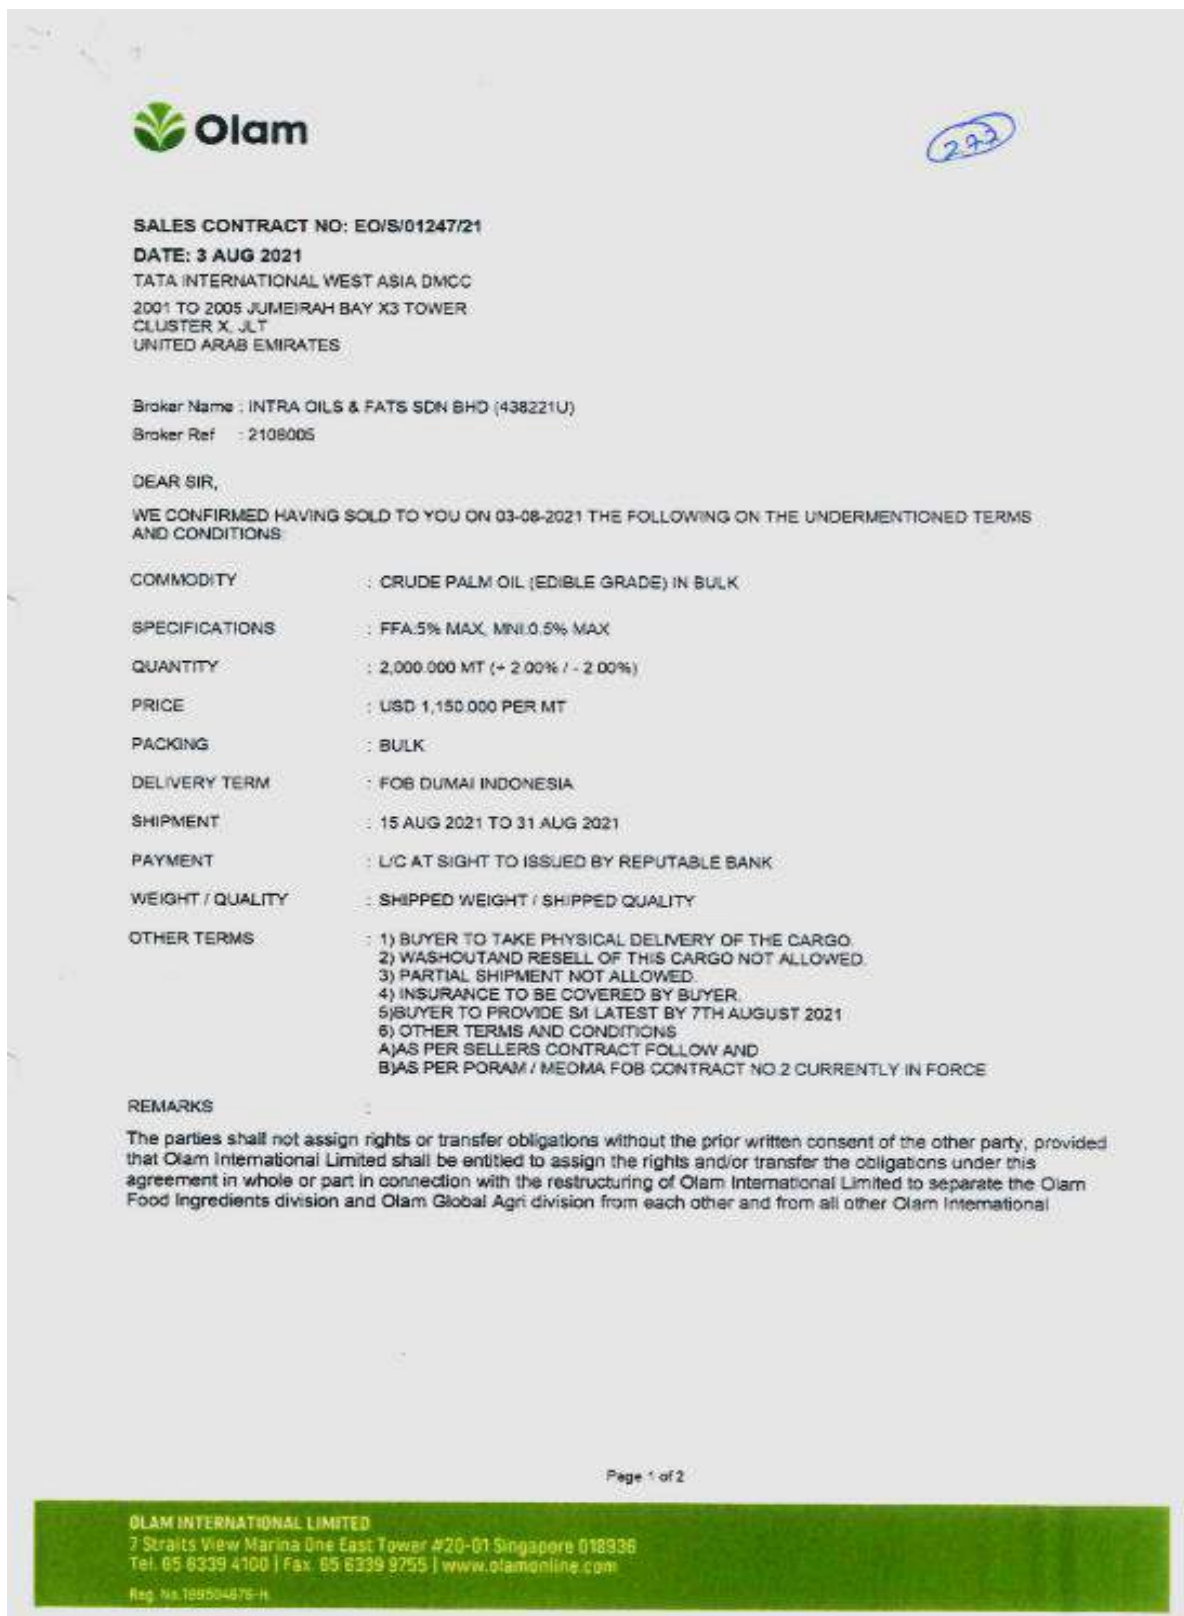 Olam
277
SALES CONTRACT NO: EO/S/01247/21
DATE: 3 AUG 2021
TATA INTERNATIONAL WEST ASIA DMCC
2001 TO 2005 JUMEIRAH BAY X3 TOWER
CLUSTER X, JLT
UNITED ARAB EMIRATES
Broker Name : INTRA OILS & FATS SDN BHD (438221U)
Broker Ref : 2108005
DEAR SIR,
WE CONFIRMED HAVING SOLD TO YOU ON 03-08-2021 THE FOLLOWING ON THE UNDERMENTIONED TERMS
AND CONDITIONS:
COMMODITY : CRUDE PALM OIL (EDIBLE GRADE) IN BULK
SPECIFICATIONS : FFA:5% MAX, MNI:0.5% MAX
QUANTITY : 2,000.000 MT (+ 2.00% / - 2.00%)
PRICE : USD 1,150.000 PER MT
PACKING : BULK
DELIVERY TERM : FOB DUMAI INDONESIA
SHIPMENT : 15 AUG 2021 TO 31 AUG 2021
PAYMENT : L/C AT SIGHT TO ISSUED BY REPUTABLE BANK
WEIGHT / QUALITY : SHIPPED WEIGHT / SHIPPED QUALITY
OTHER TERMS : 1) BUYER TO TAKE PHYSICAL DELIVERY OF THE CARGO.
2) WASHOUTAND RESELL OF THIS CARGO NOT ALLOWED.
3) PARTIAL SHIPMENT NOT ALLOWED.
4) INSURANCE TO BE COVERED BY BUYER.
5)BUYER TO PROVIDE S/I LATEST BY 7TH AUGUST 2021
6) OTHER TERMS AND CONDITIONS
A)AS PER SELLERS CONTRACT FOLLOW AND
B)AS PER PORAM / MEOMA FOB CONTRACT NO.2 CURRENTLY IN FORCE
REMARKS :
The parties shall not assign rights or transfer obligations without the prior written consent of the other party, provided
that Olam International Limited shall be entitled to assign the rights and/or transfer the obligations under this
agreement in whole or part in connection with the restructuring of Olam International Limited to separate the Olam
Food Ingredients division and Olam Global Agri division from each other and from all other Olam International
Page 1 of 2
OLAM INTERNATIONAL LIMITED
7 Straits View Marina One East Tower #20-01 Singapore 018936
Tel. 65 6339 4100 | Fax. 65 6339 9755 | www.olamonline.com
Reg. No.199504676-H